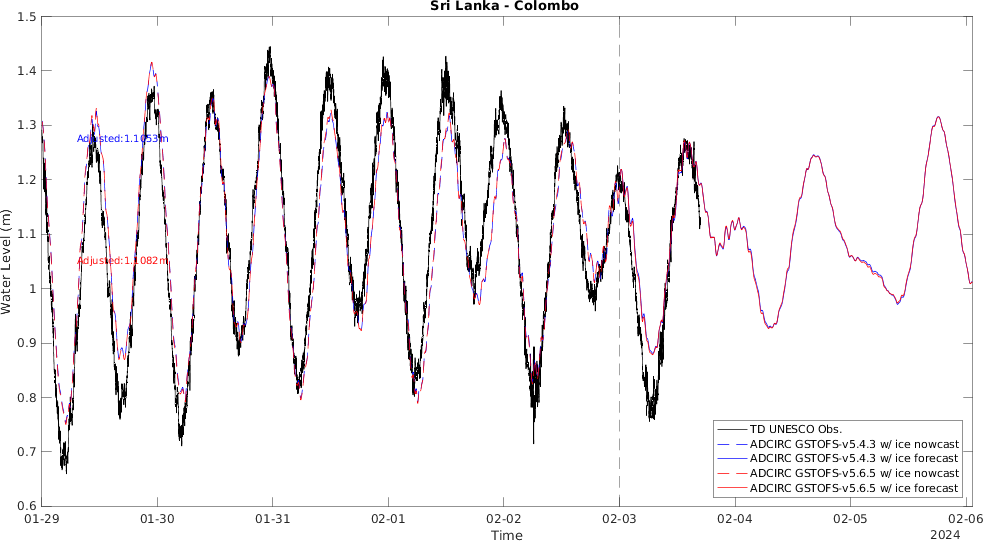 Sri Lanka - Colombo
1.5
1.4
1.3
1.2
1.1
1
0.9
0.8
0.7
0.6
Water Level (m)
Adjusted:1.1053m
Adjusted:1.1082m
TD UNESCO Obs.
ADCIRC GSTOFS-v5.4.3 w/ ice nowcast
ADCIRC GSTOFS-v5.4.3 w/ ice forecast
ADCIRC GSTOFS-v5.6.5 w/ ice nowcast
ADCIRC GSTOFS-v5.6.5 w/ ice forecast
01-29 01-30 01-31 02-01 02-02 02-03 02-04 02-05 02-06
Time
2024